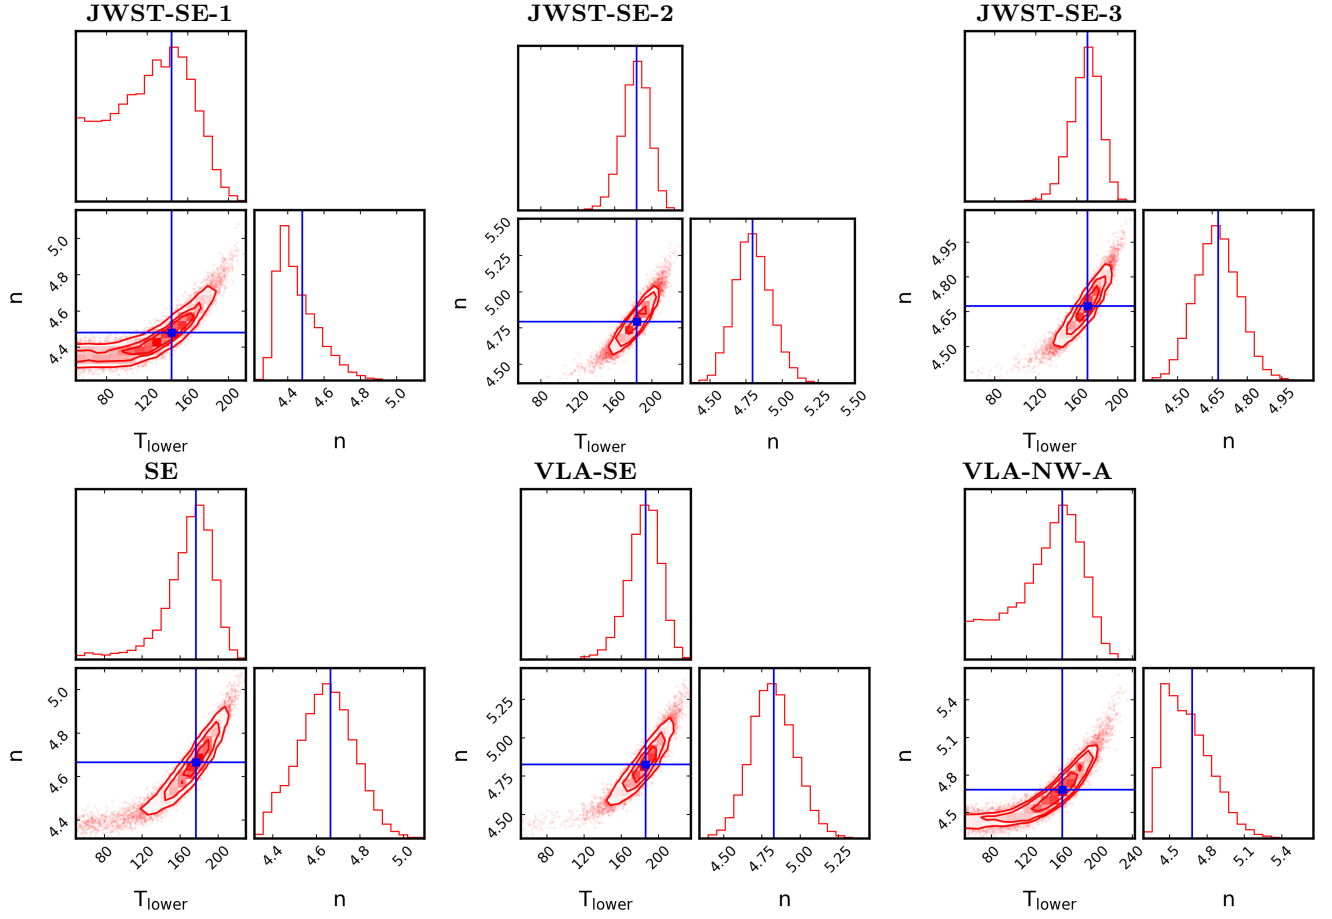 JWST-SE-1 JWST-SE-2 JWST-SE-3
n 5.0 4.8 4.6 4.4
80 120 160 200
T_lower
4.4 4.6 4.8 5.0
n
n 5.50 5.25 5.00 4.75 4.50
80 120 160 200
T_lower
4.50 4.75 5.00 5.25 5.50
n
n 4.95 4.80 4.65 4.50
80 120 160 200
T_lower
4.50 4.65 4.80 4.95
n
SE VLA-SE VLA-NW-A
n 5.0 4.8 4.6 4.4
80 120 160 200
T_lower
4.4 4.6 4.8 5.0
n
n 5.25 5.00 4.75 4.50
80 120 160 200
T_lower
4.50 4.75 5.00 5.25
n
n 5.4 5.1 4.8 4.5
80 120 160 200 240
T_lower
4.5 4.8 5.1 5.4
n